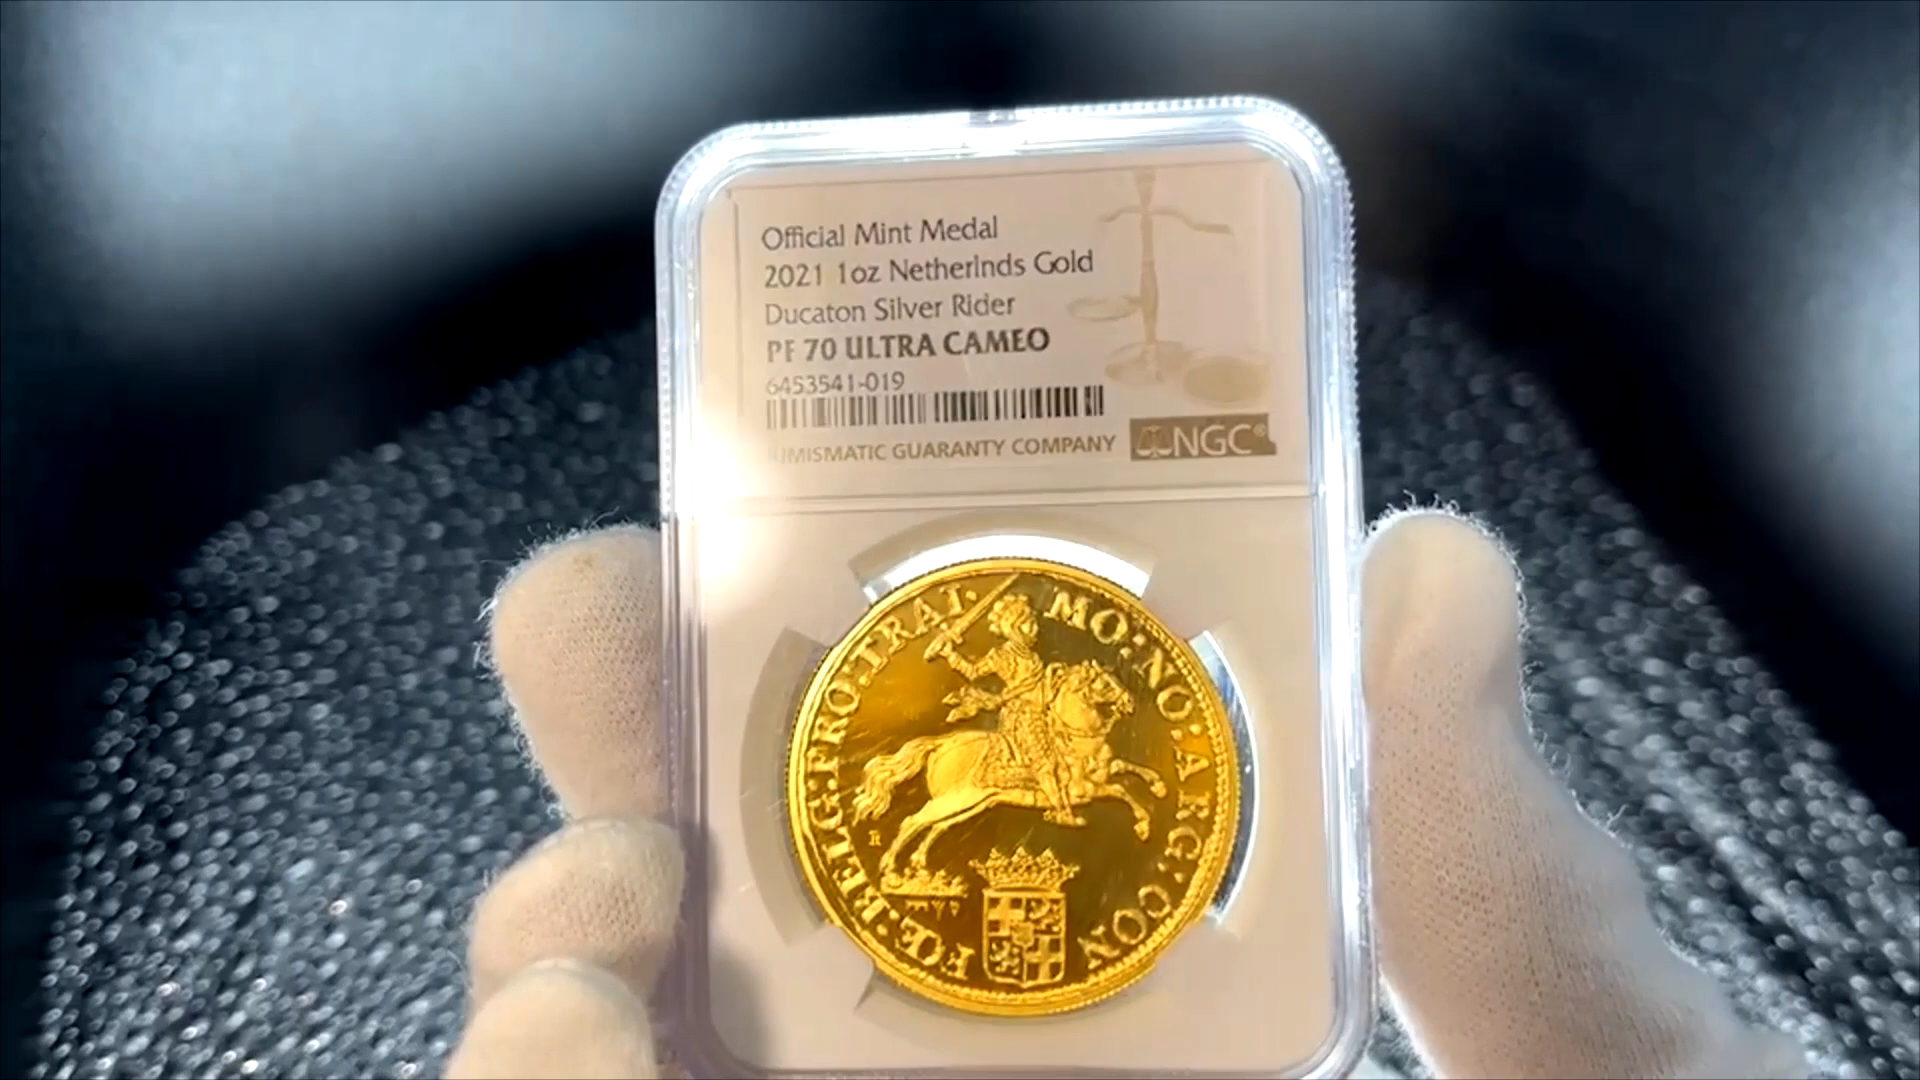 Official Mint Medal
2021 1oz Netherlnds Gold
Ducaton Silver Rider
PF 70 ULTRA CAMEO
6453541-019
NUMISMATIC GUARANTY COMPANY NGC®
MO:NO:ARG:CON
FŒ:BELG:PRO:TRAI.